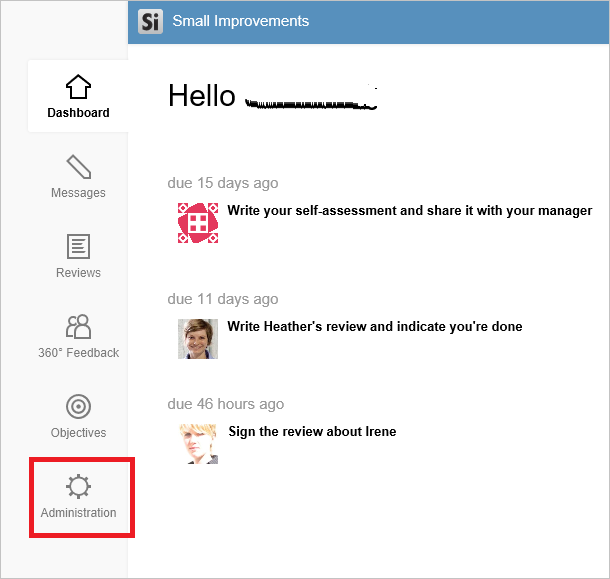 Si Small Improvements
Dashboard
Messages
Reviews
360° Feedback
Objectives
Administration
Hello
due 15 days ago
Write your self-assessment and share it with your manager
due 11 days ago
Write Heather's review and indicate you're done
due 46 hours ago
Sign the review about Irene